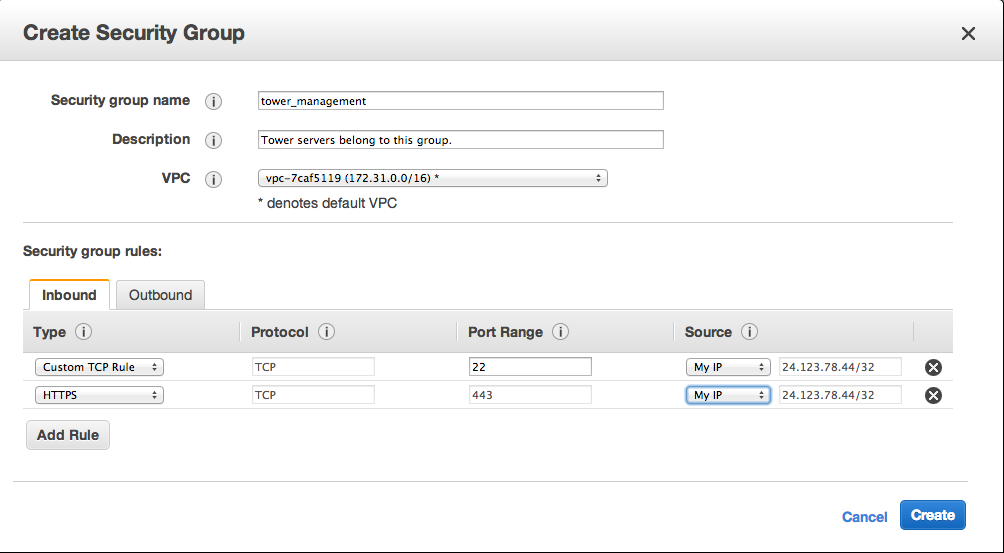 Create Security Group
Security group name i tower_management
Description i Tower servers belong to this group.
VPC i vpc-7caf5119 (172.31.0.0/16) *
* denotes default VPC
Security group rules:
Inbound Outbound
Type i Protocol i Port Range i Source i
Custom TCP Rule TCP 22 My IP 24.123.78.44/32
HTTPS TCP 443 My IP 24.123.78.44/32
Add Rule
Cancel Create